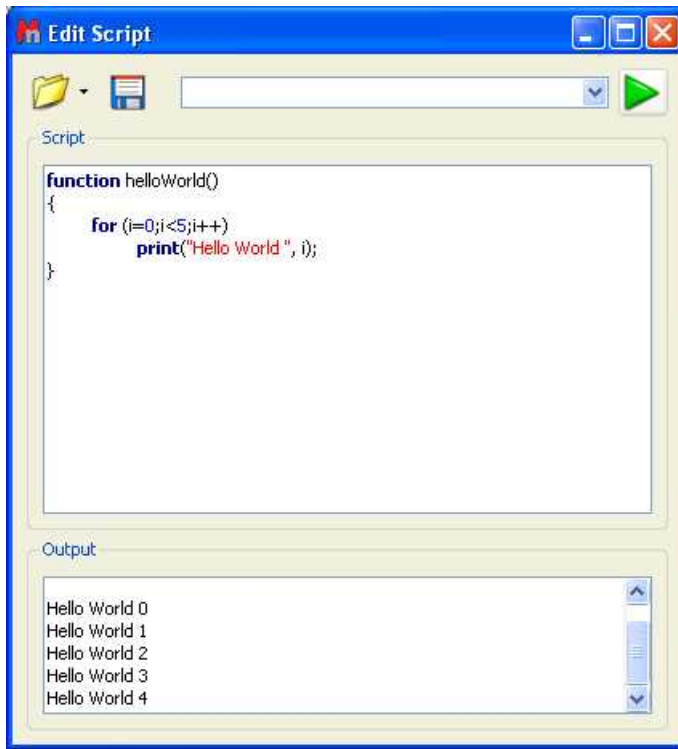 Edit Script
Script
function helloWorld()
{
for (i=0;i<5;i++)
print("Hello World ", i);
}
Output
Hello World 0
Hello World 1
Hello World 2
Hello World 3
Hello World 4